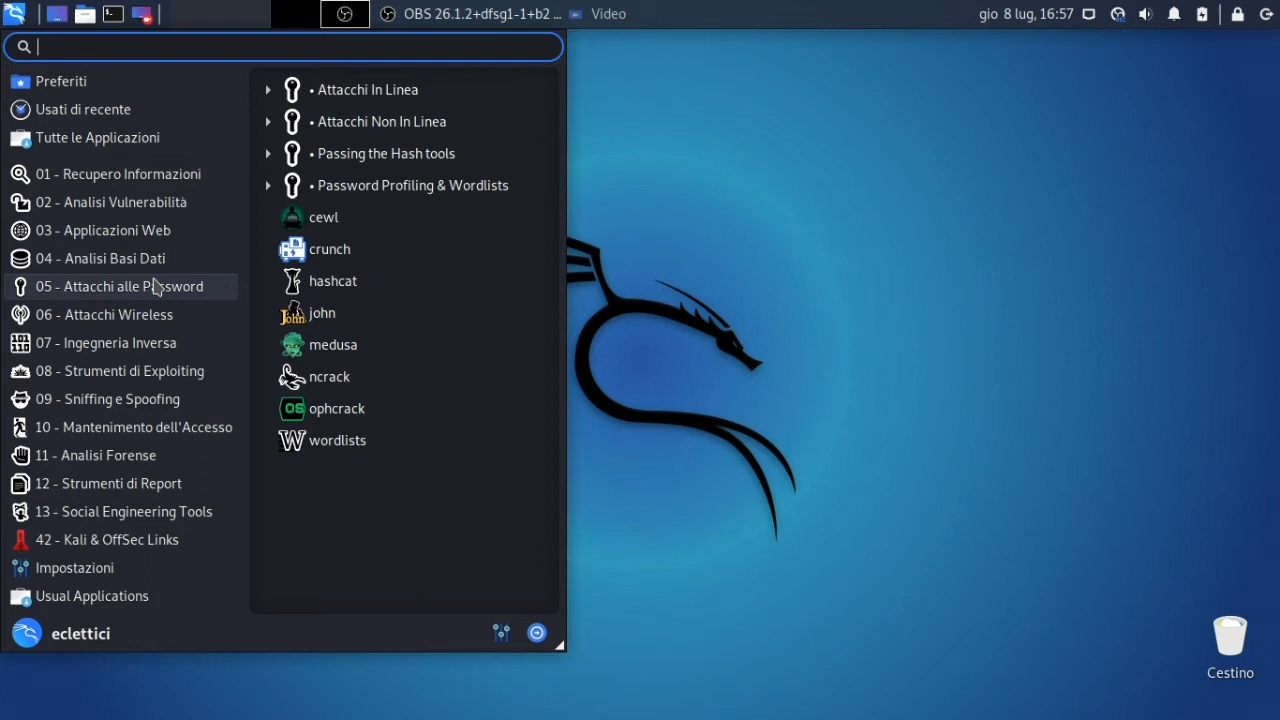 OBS 26.1.2+dfsg1-1+b2 ...
Video
gio 8 lug, 16:57
Preferiti
Usati di recente
Tutte le Applicazioni
01 - Recupero Informazioni
02 - Analisi Vulnerabilità
03 - Applicazioni Web
04 - Analisi Basi Dati
05 - Attacchi alle Password
06 - Attacchi Wireless
07 - Ingegneria Inversa
08 - Strumenti di Exploiting
09 - Sniffing e Spoofing
10 - Mantenimento dell'Accesso
11 - Analisi Forense
12 - Strumenti di Report
13 - Social Engineering Tools
42 - Kali & OffSec Links
Impostazioni
Usual Applications
• Attacchi In Linea
• Attacchi Non In Linea
• Passing the Hash tools
• Password Profiling & Wordlists
cewl
crunch
hashcat
john
medusa
ncrack
ophcrack
wordlists
eclettici
Cestino